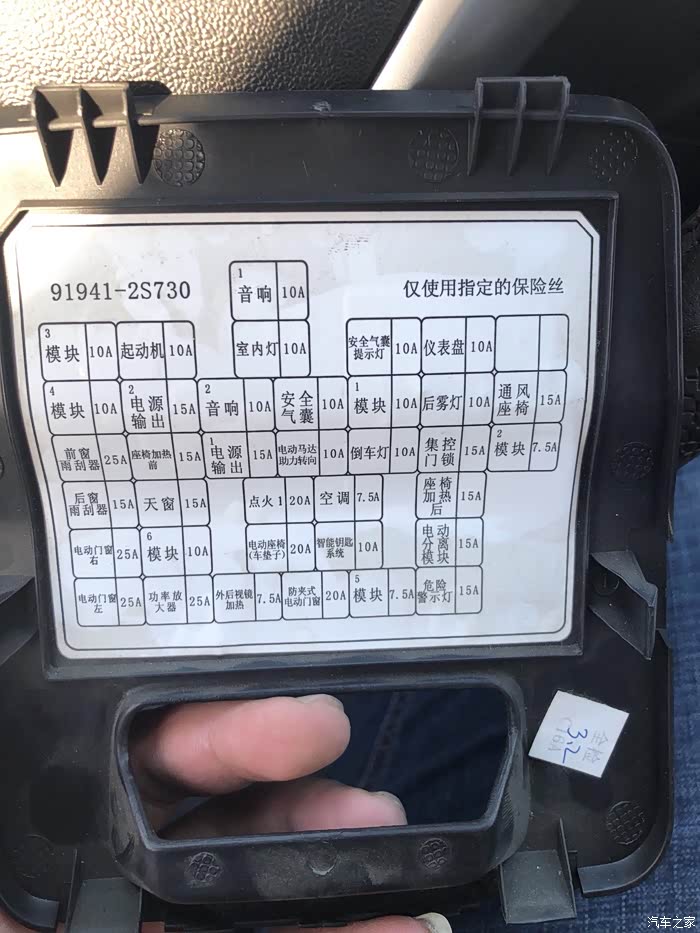 91941-2S730
1 音响 10A
仅使用指定的保险丝
3 模块 10A 起动机 10A 室内灯 10A 安全气囊提示灯 10A 仪表盘 10A
4 模块 10A 2 电源输出 15A 2 音响 10A 安全气囊 10A 1 模块 10A 后雾灯 10A 通风座椅 15A
前窗雨刮器 25A 座椅加热前 15A 1 电源输出 15A 电动马达助力转向 10A 倒车灯 10A 集控门锁 15A 2 模块 7.5A
后窗雨刮器 15A 天窗 15A 点火1 20A 空调 7.5A 座椅加热后 15A
电动门窗右 25A 6 模块 10A 电动座椅(车垫子) 20A 智能钥匙系统 10A 电动分离模块 15A
电动门窗左 25A 功率放大器 25A 外后视镜加热 7.5A 防夹式电动门窗 20A 5 模块 7.5A 危险警示灯 15A
3.2
汽车之家